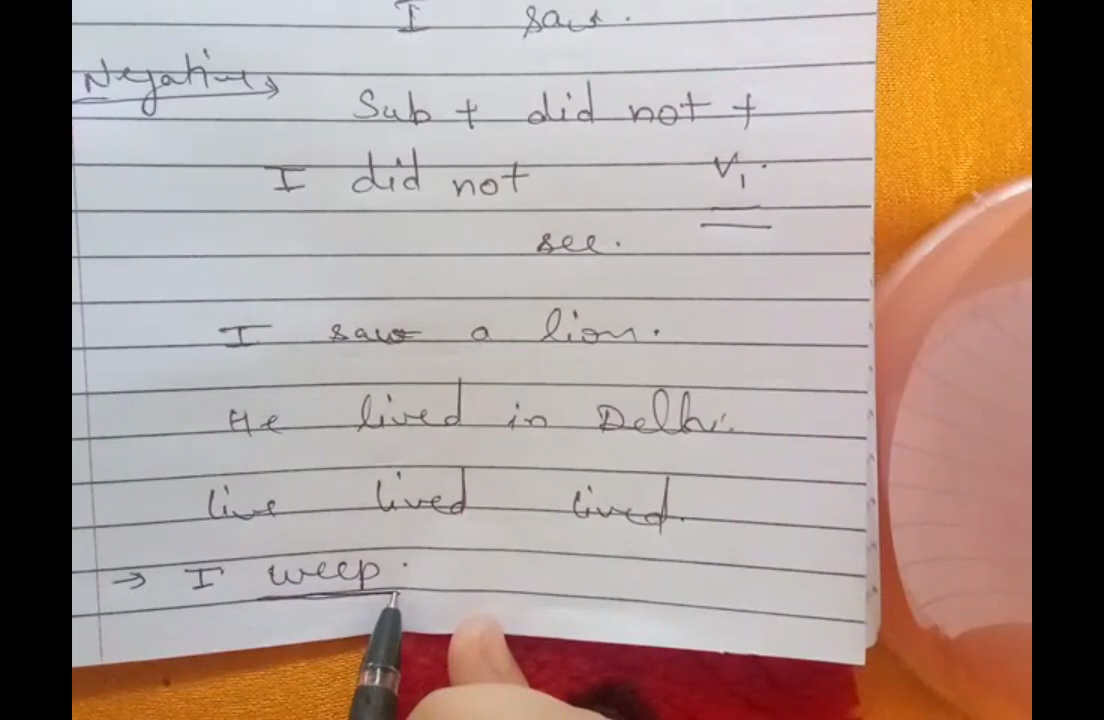 I saw.
Negative → Sub + did not +
I did not V1.
see.
I saw a lion.
He lived in Delhi.
live lived lived.
→ I weep.